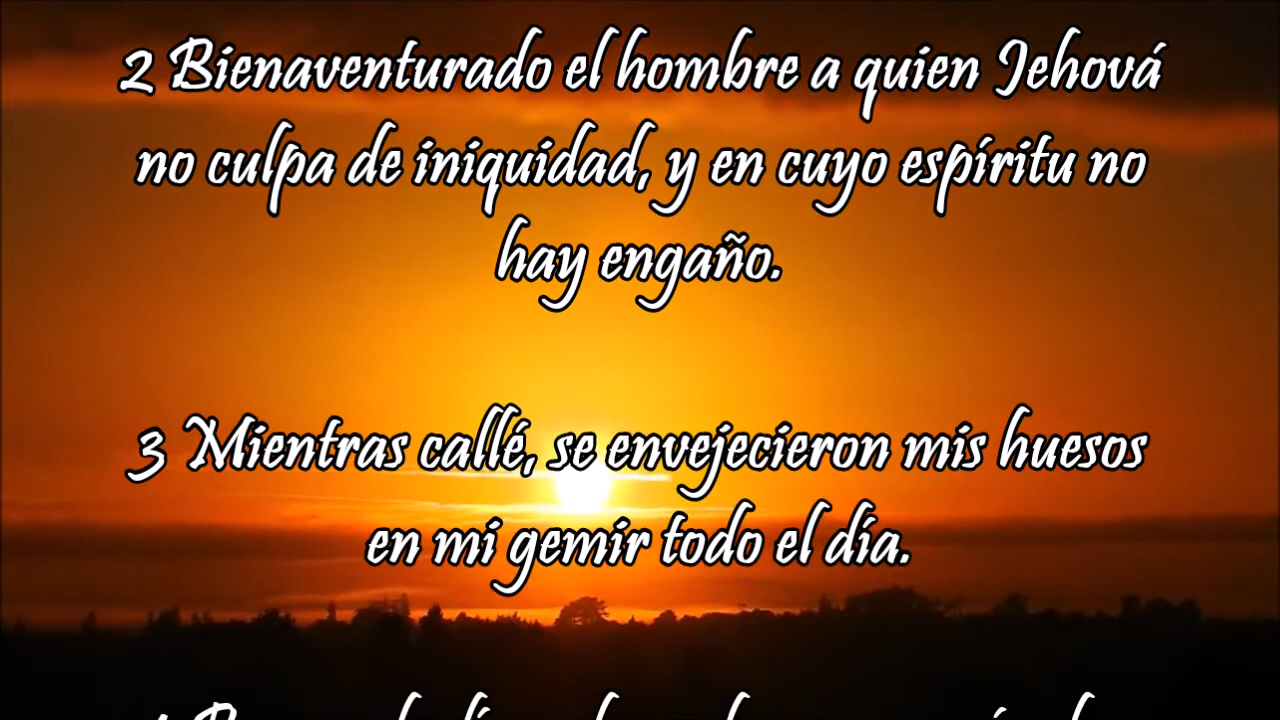 2 Bienaventurado el hombre a quien Jehová
no culpa de iniquidad, y en cuyo espíritu no
hay engaño.
3 Mientras callé, se envejecieron mis huesos
en mi gemir todo el día.